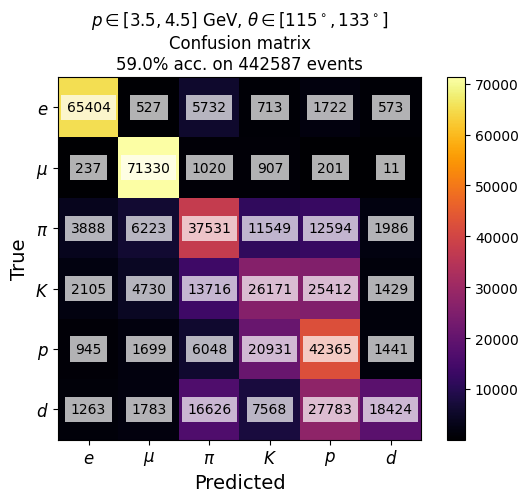 p ∈ [3.5, 4.5] GeV, θ ∈ [115°, 133°]
Confusion matrix
59.0% acc. on 442587 events
e 65404 527 5732 713 1722 573
μ 237 71330 1020 907 201 11
π 3888 6223 37531 11549 12594 1986
K 2105 4730 13716 26171 25412 1429
p 945 1699 6048 20931 42365 1441
d 1263 1783 16626 7568 27783 18424
e μ π K p d
True
Predicted
70000
60000
50000
40000
30000
20000
10000